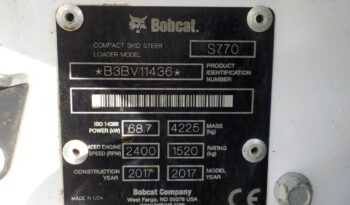 Bobcat.
COMPACT SKID STEER
LOADER MODEL S770
*B3BV11436* PRODUCT
IDENTIFICATION
NUMBER
ISO 14396
POWER (kW) 68.7 4225 MASS
(kg)
RATED ENGINE
SPEED (RPM) 2400 1520 RATING
(kg)
CONSTRUCTION
YEAR 2017 2017 MODEL
YEAR
Bobcat Company
West Fargo, ND 58078 USA
MADE IN U.S.A. CE